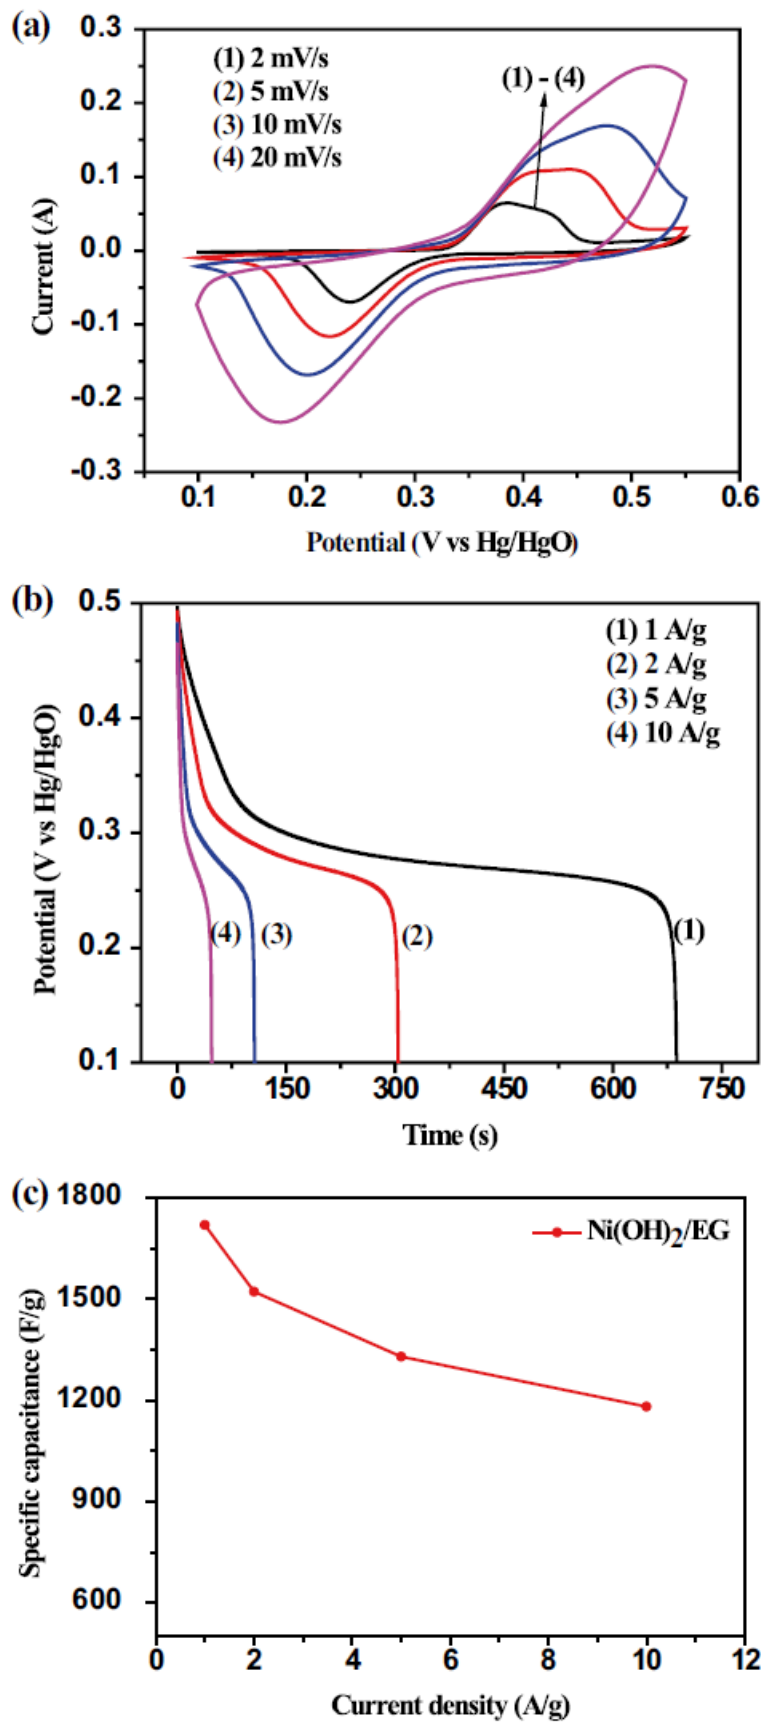 (a)
(1) 2 mV/s
(2) 5 mV/s
(3) 10 mV/s
(4) 20 mV/s
(1) - (4)
0.3
0.2
0.1
0.0
-0.1
-0.2
-0.3
Current (A)
0.1 0.2 0.3 0.4 0.5 0.6
Potential (V vs Hg/HgO)
(b)
(1) 1 A/g
(2) 2 A/g
(3) 5 A/g
(4) 10 A/g
0.5
0.4
0.3
0.2
0.1
Potential (V vs Hg/HgO)
(4) (3) (2) (1)
0 150 300 450 600 750
Time (s)
(c)
Ni(OH)2/EG
1800
1500
1200
900
600
Specific capacitance (F/g)
0 2 4 6 8 10 12
Current density (A/g)